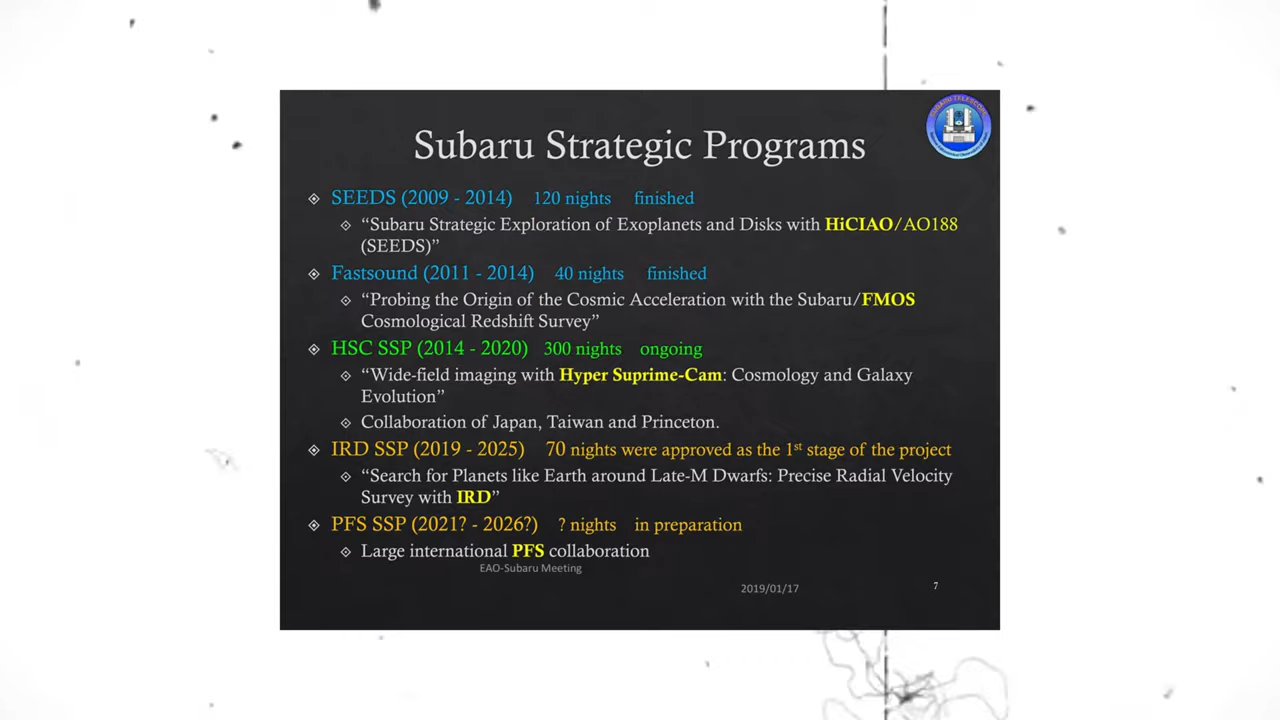 Subaru Strategic Programs
SEEDS (2009 - 2014) 120 nights finished
“Subaru Strategic Exploration of Exoplanets and Disks with HiCIAO/AO188
(SEEDS)”
Fastsound (2011 - 2014) 40 nights finished
“Probing the Origin of the Cosmic Acceleration with the Subaru/FMOS
Cosmological Redshift Survey”
HSC SSP (2014 - 2020) 300 nights ongoing
“Wide-field imaging with Hyper Suprime-Cam: Cosmology and Galaxy
Evolution”
Collaboration of Japan, Taiwan and Princeton.
IRD SSP (2019 - 2025) 70 nights were approved as the 1st stage of the project
“Search for Planets like Earth around Late-M Dwarfs: Precise Radial Velocity
Survey with IRD”
PFS SSP (2021? - 2026?) ? nights in preparation
Large international PFS collaboration
EAO-Subaru Meeting
2019/01/17
7